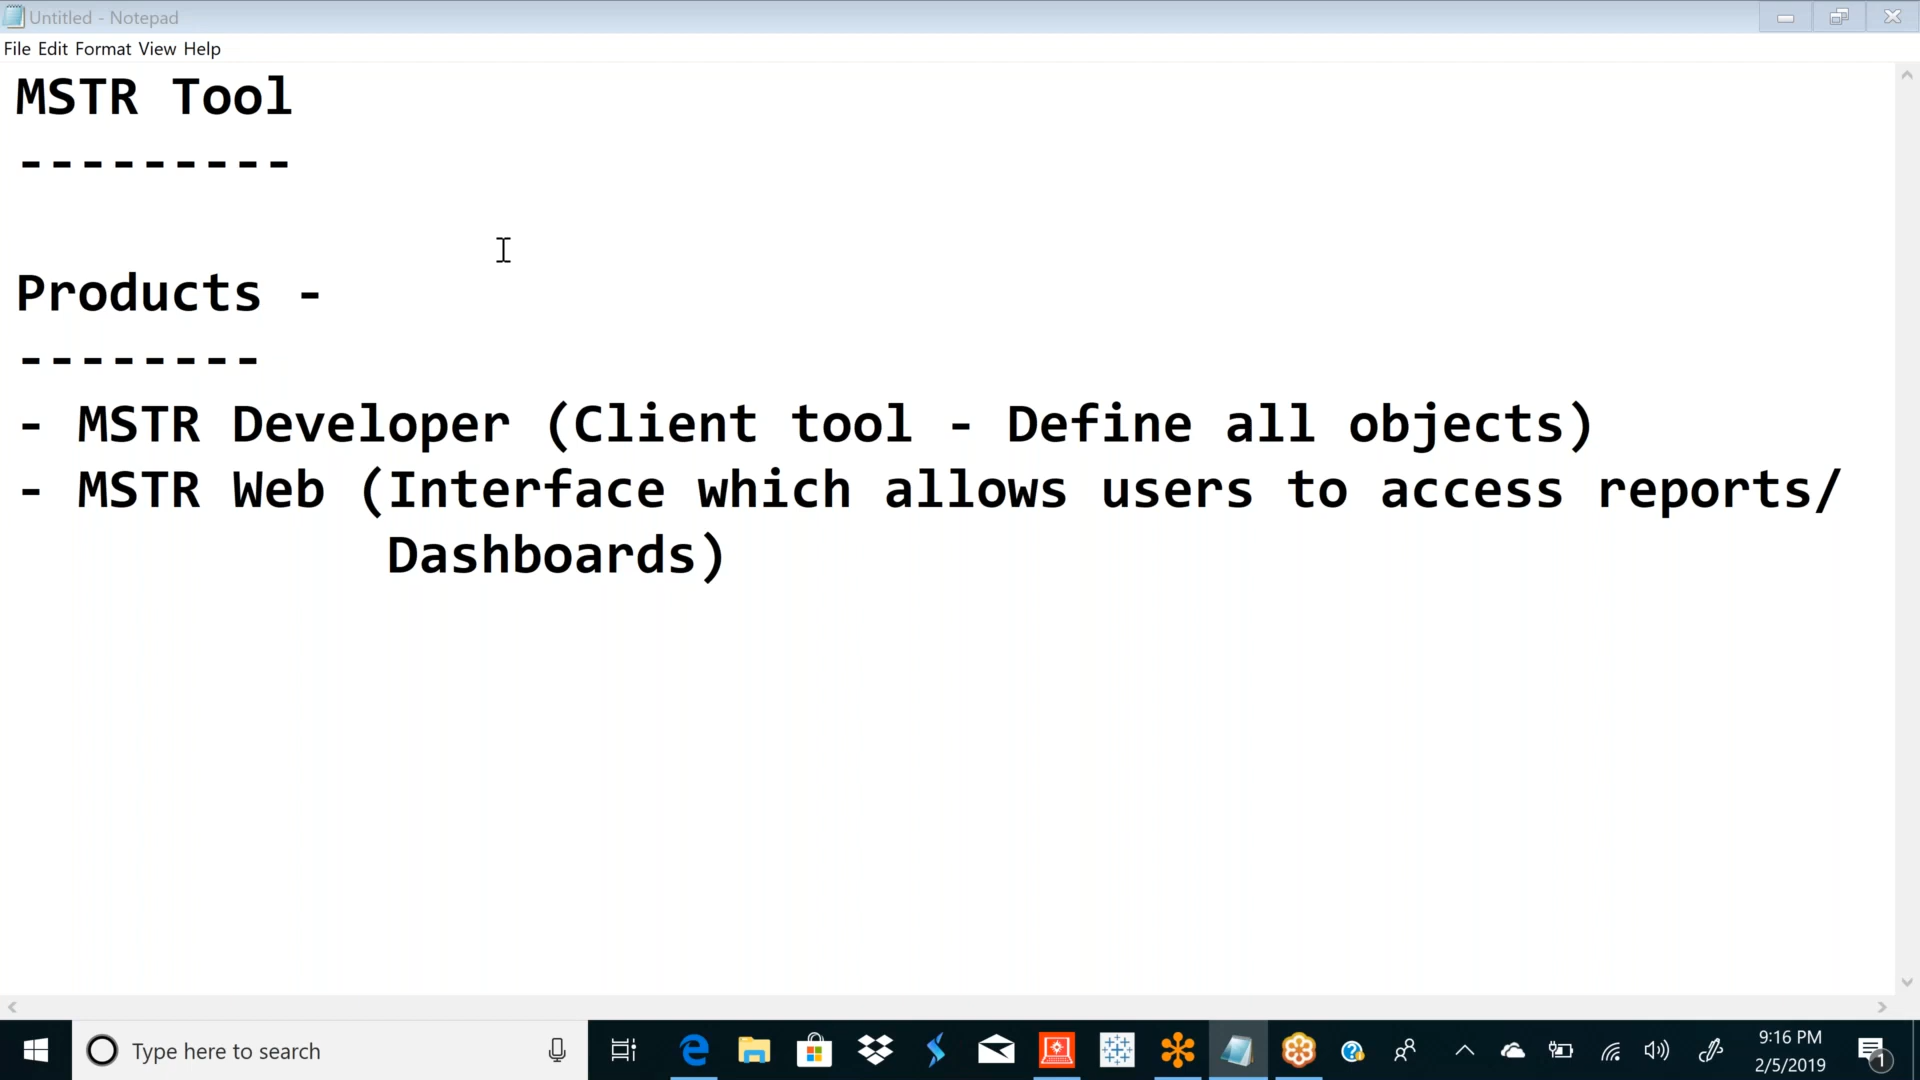 Untitled - Notepad
File Edit Format View Help
MSTR Tool
---------
Products -
--------
- MSTR Developer (Client tool - Define all objects)
- MSTR Web (Interface which allows users to access reports/
Dashboards)
Type here to search
9:16 PM
2/5/2019
1